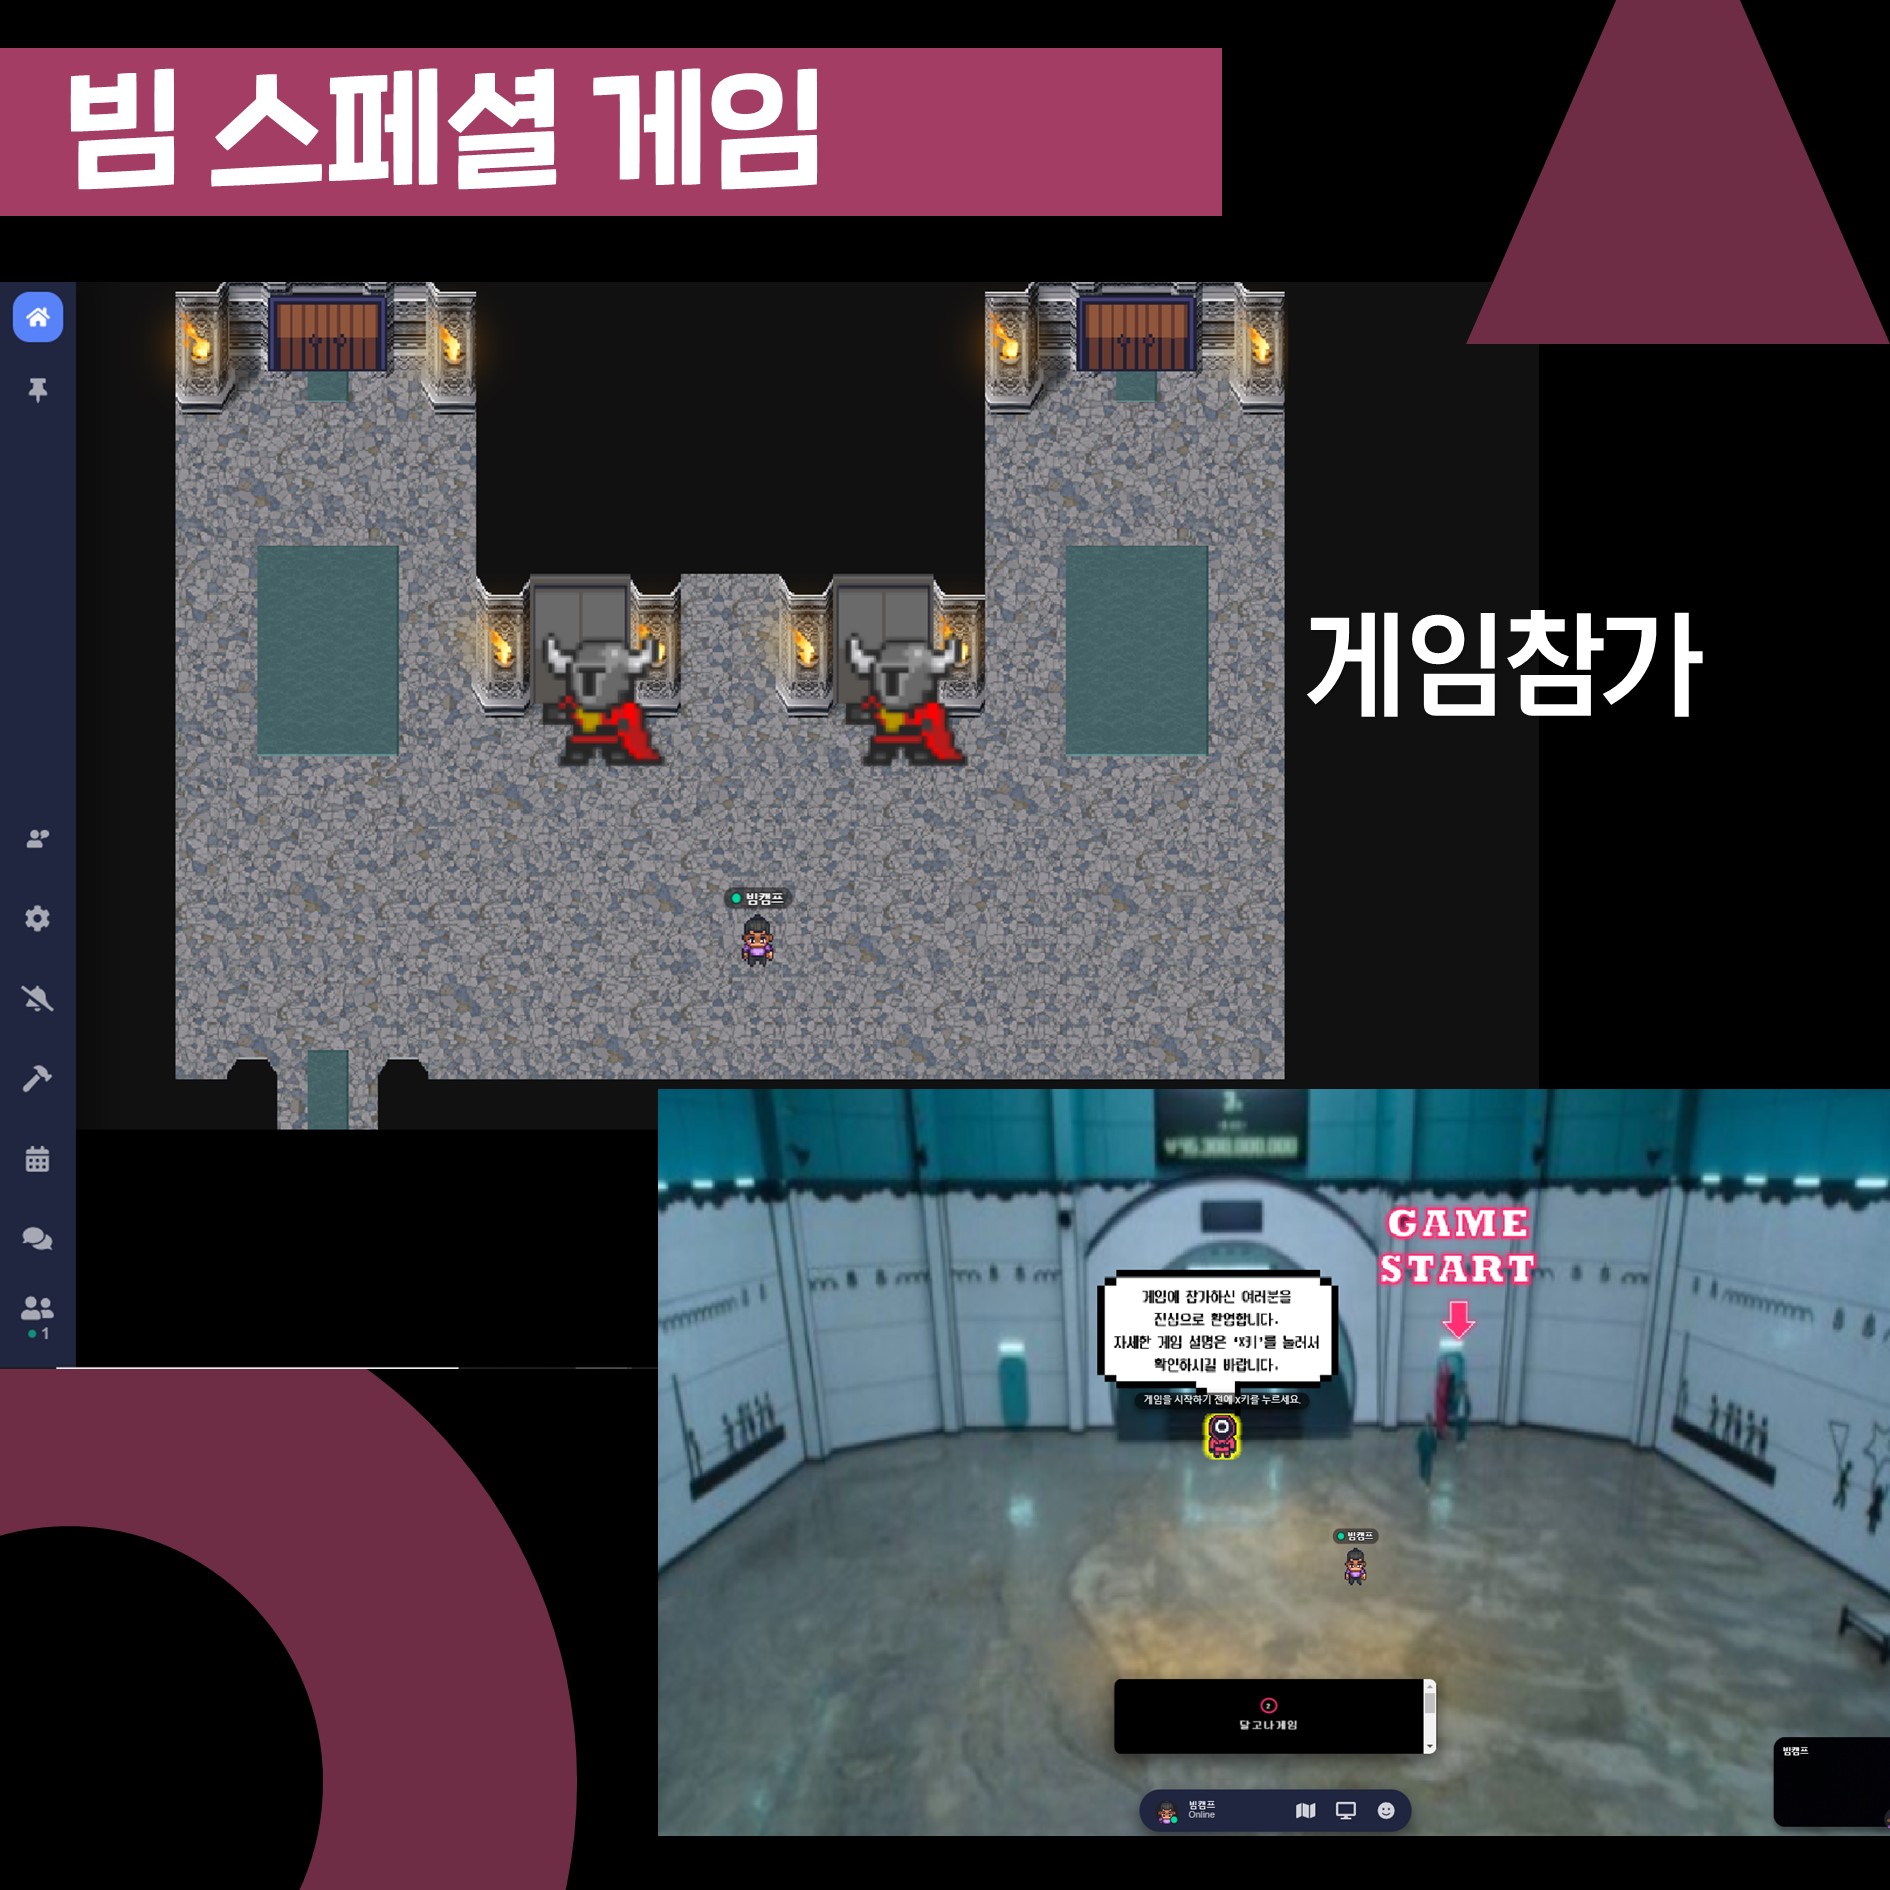 빔 스페셜 게임
게임참가
빔캠프
1
3.
GAME
START
게임에 참가하신 여러분을
진심으로 환영합니다.
자세한 게임 설명은 'x키'를 눌러서
확인하시길 바랍니다.
게임을 시작하기 전에 x키를 누르세요.
빔캠프
2
달고나게임
빔캠프
빔캠프
Online